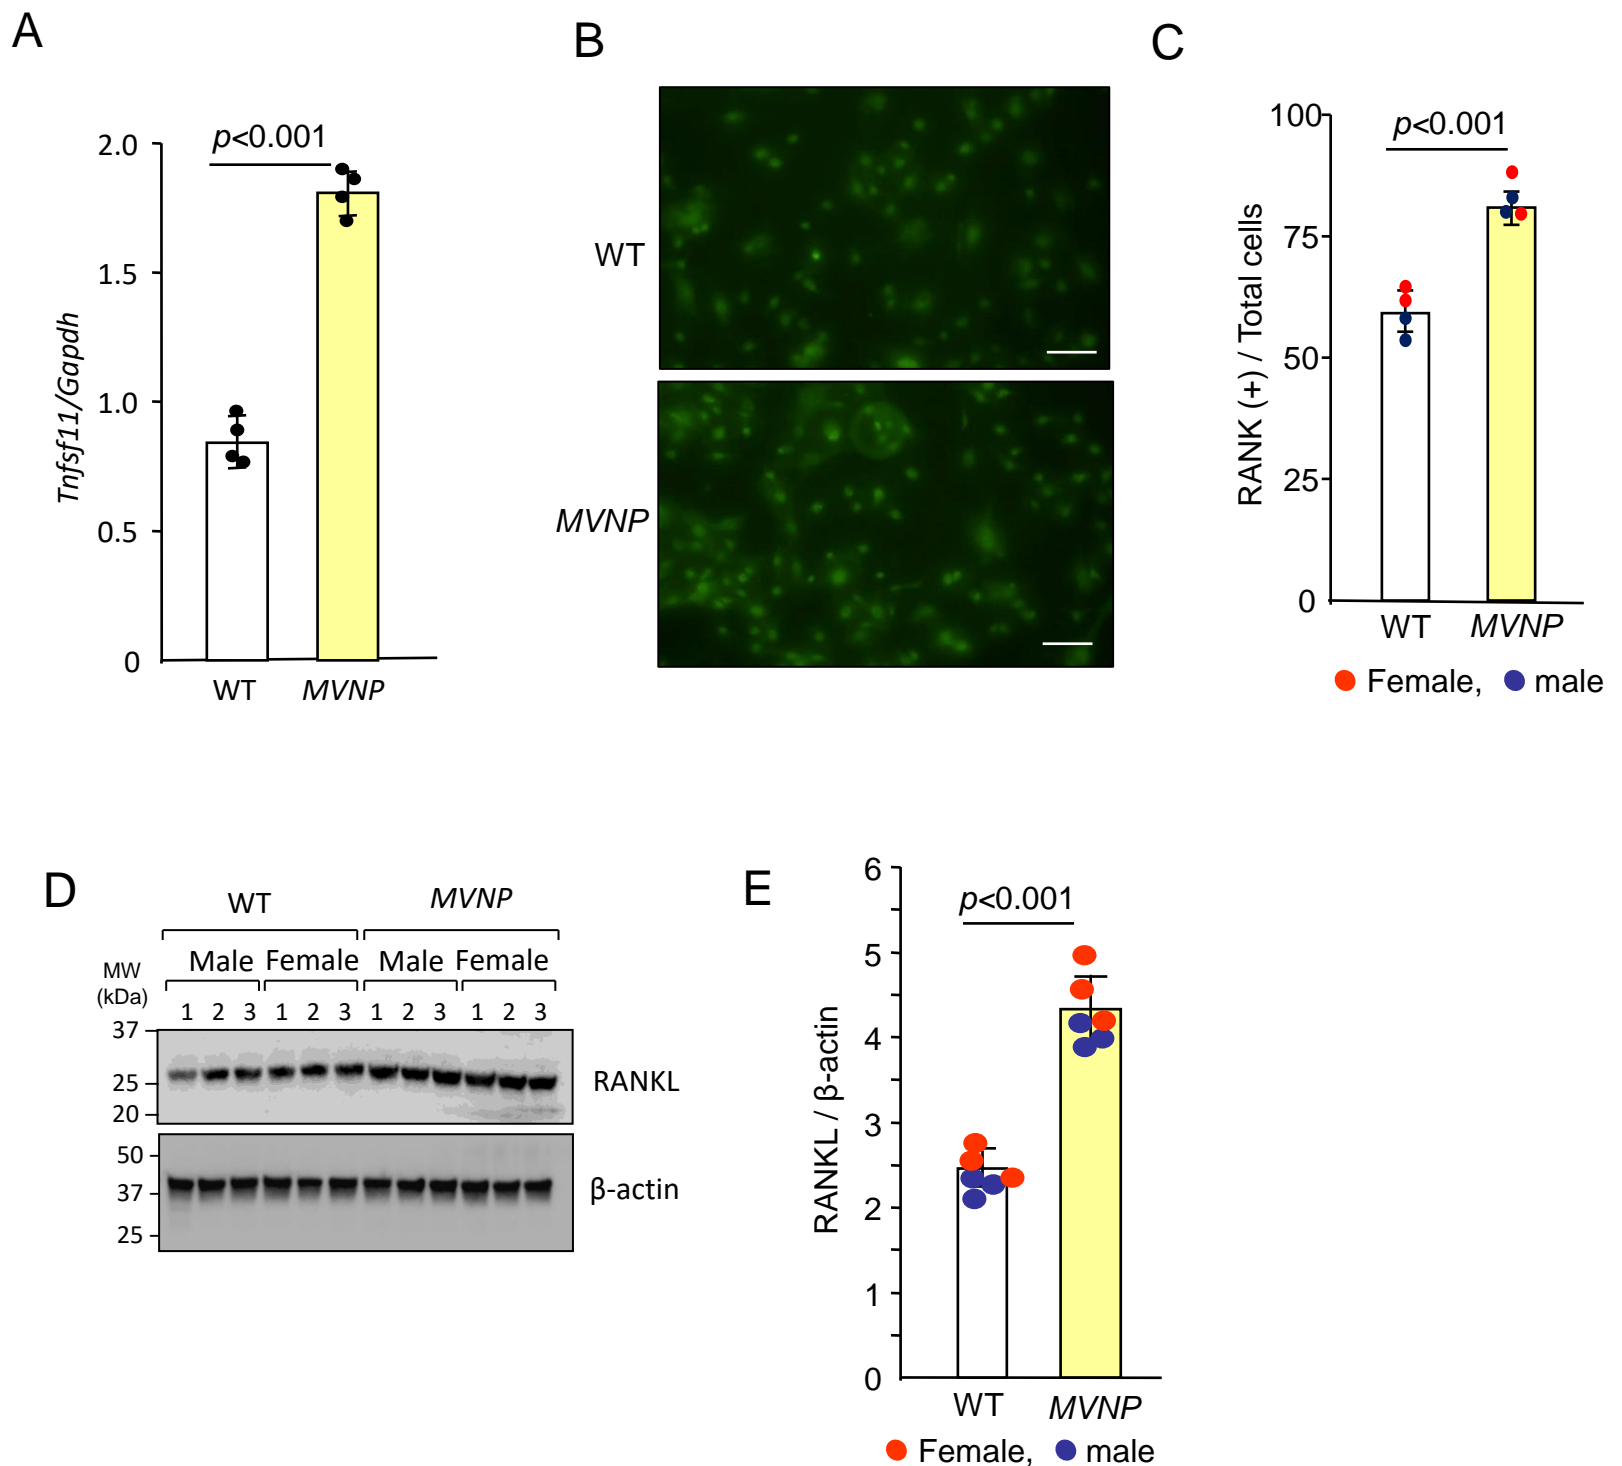 A
2.0
1.5
1.0
0.5
0
Tnfsf11/Gapdh
p<0.001
WT MVNP
B
WT
MVNP
C
100
75
50
25
0
RANK (+) / Total cells
p<0.001
WT MVNP
Female, male
D
WT MVNP
Male Female Male Female
MW
(kDa)
1 2 3 1 2 3 1 2 3 1 2 3
37
25
20
RANKL
50
37
25
β-actin
E
6
5
4
3
2
1
0
RANKL / β-actin
p<0.001
WT MVNP
Female, male